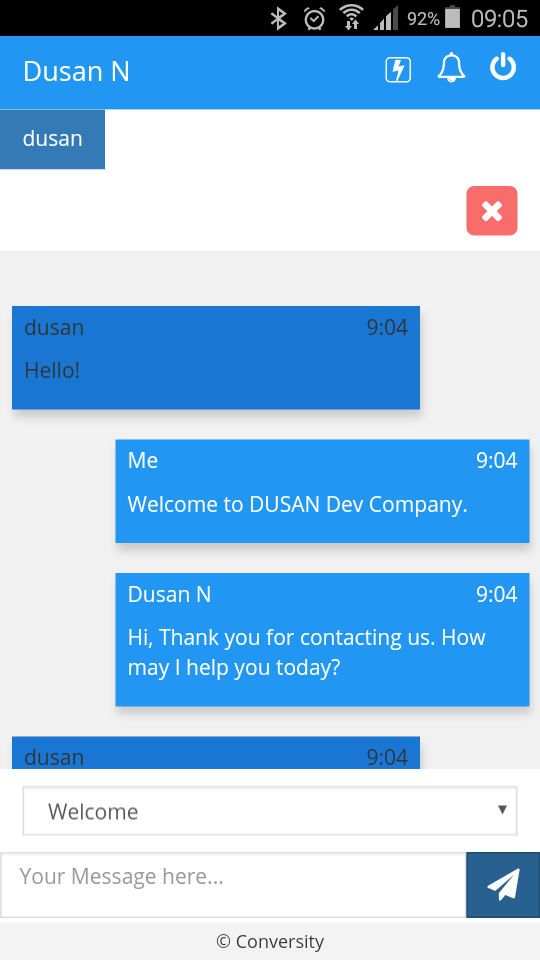 92% 09:05
Dusan N
dusan
dusan 9:04
Hello!
Me 9:04
Welcome to DUSAN Dev Company.
Dusan N 9:04
Hi, Thank you for contacting us. How
may I help you today?
dusan 9:04
Welcome
Your Message here...
© Conversity